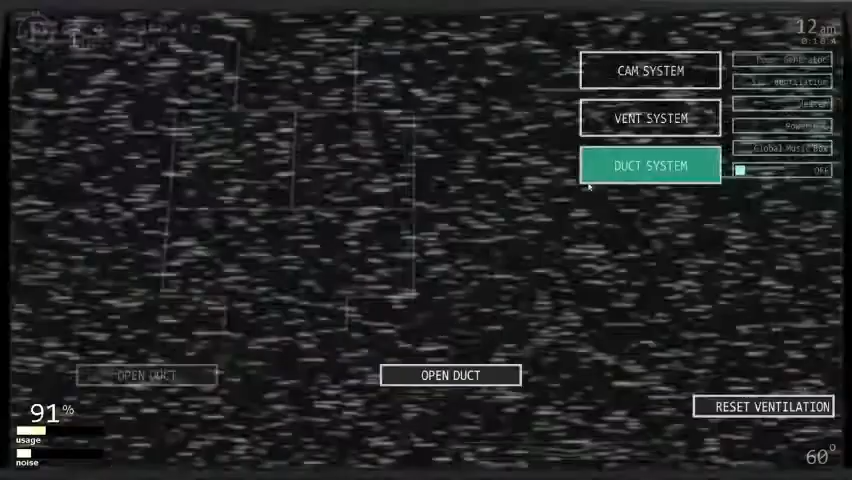 12 am
CAM SYSTEM
Generator
VENT SYSTEM
Global Music Box
DUCT SYSTEM
OFF
OPEN DUCT
OPEN DUCT
91%
usage
RESET VENTILATION
noise
60°